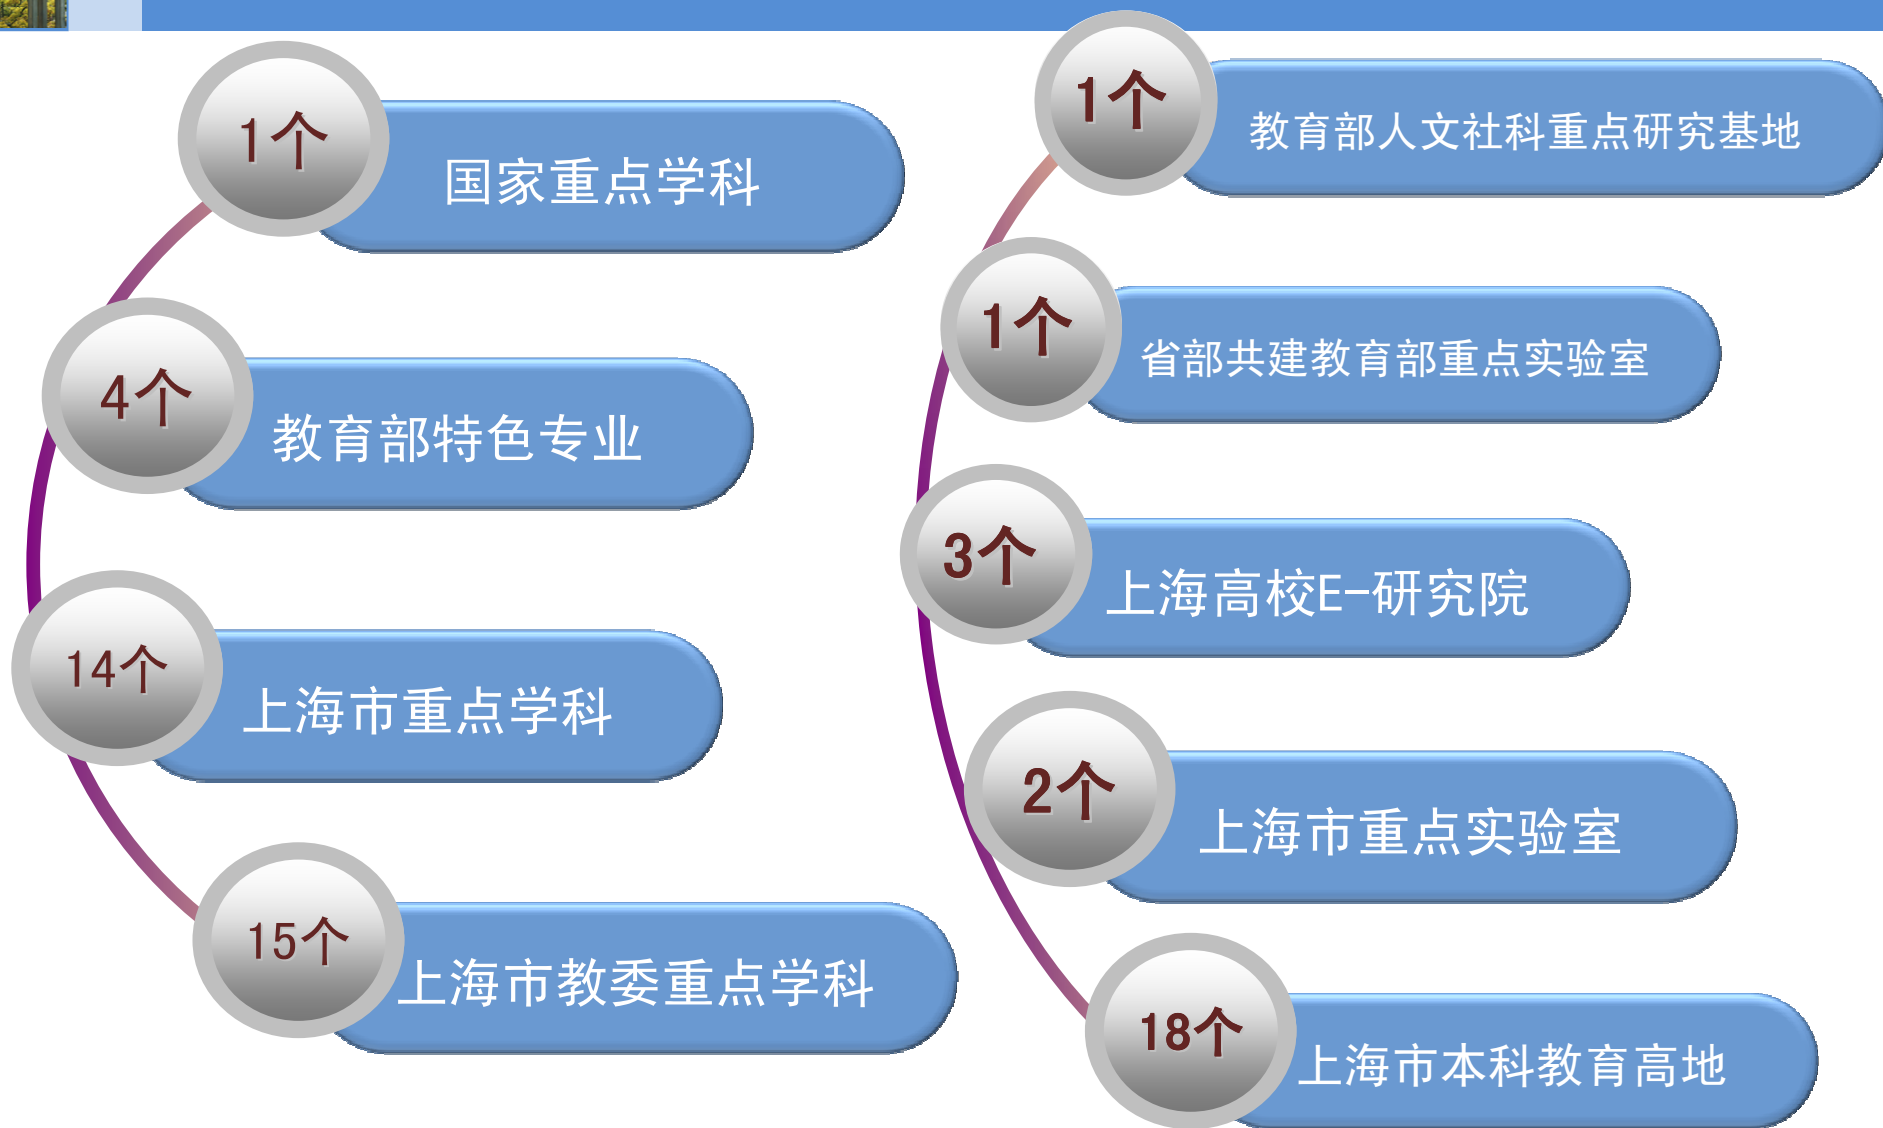 1个
国家重点学科
4个
教育部特色专业
14个
上海市重点学科
15个
上海市教委重点学科
1个
教育部人文社科重点研究基地
1个
省部共建教育部重点实验室
3个
上海高校E-研究院
2个
上海市重点实验室
18个
上海市本科教育高地